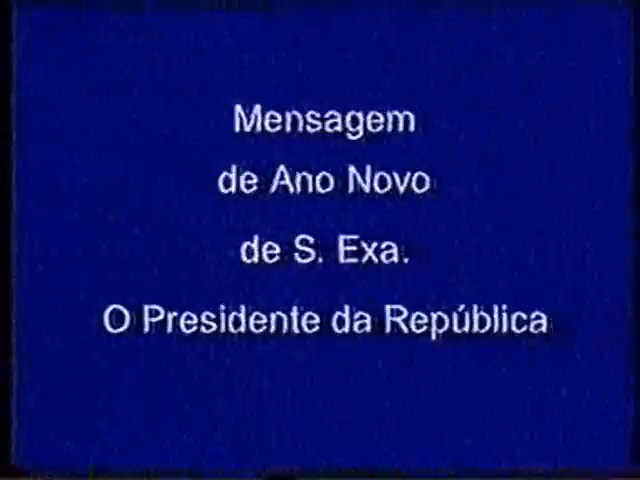 Mensagem
de Ano Novo
de S. Exa.
O Presidente da República